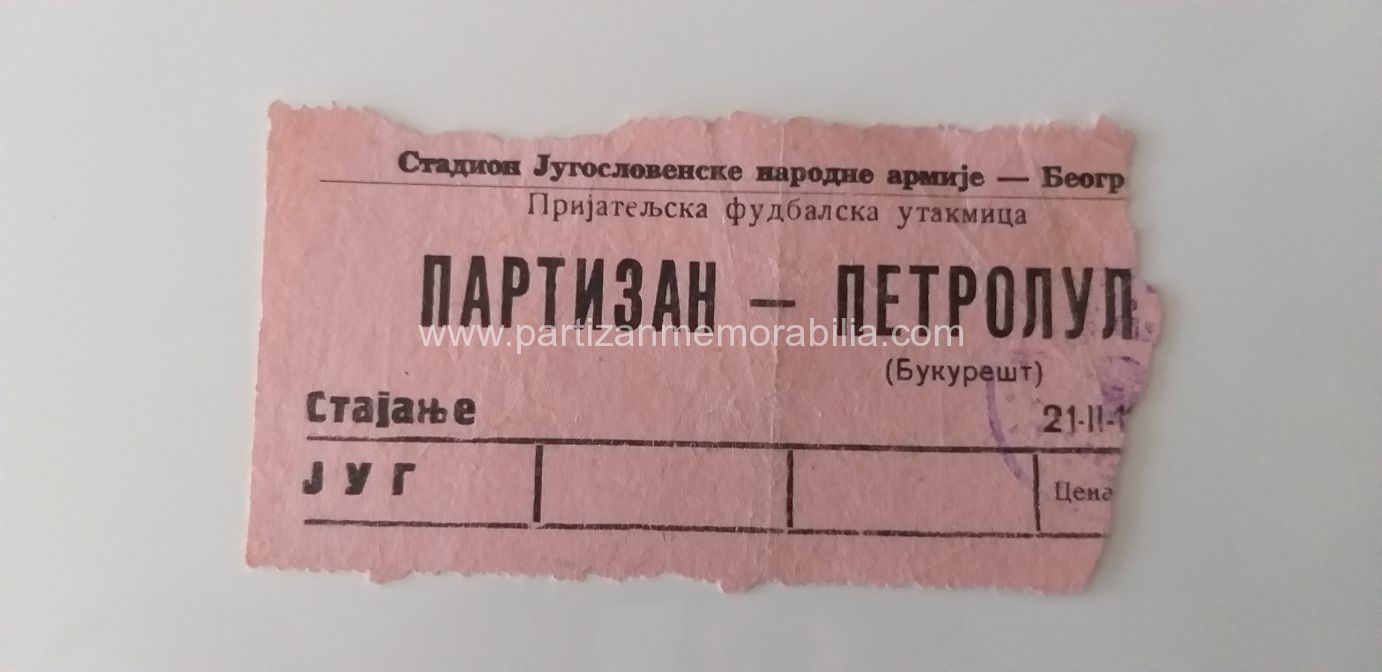 Стадион Југословенске народне армије — Беогр
Пријатељска фудбалска утакмица
ПАРТИЗАН — ПЕТРОЛУЛ
www.partizanmemorabilia.com
(Букурешт)
Стајање
21-II-1
ЈУГ
Цена